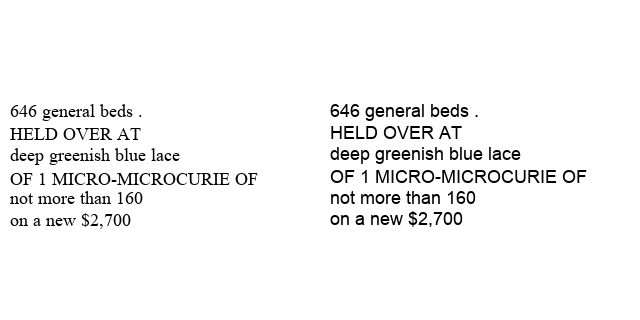 646 general beds .
HELD OVER AT
deep greenish blue lace
OF 1 MICRO-MICROCURIE OF
not more than 160
on a new $2,700
646 general beds .
HELD OVER AT
deep greenish blue lace
OF 1 MICRO-MICROCURIE OF
not more than 160
on a new $2,700